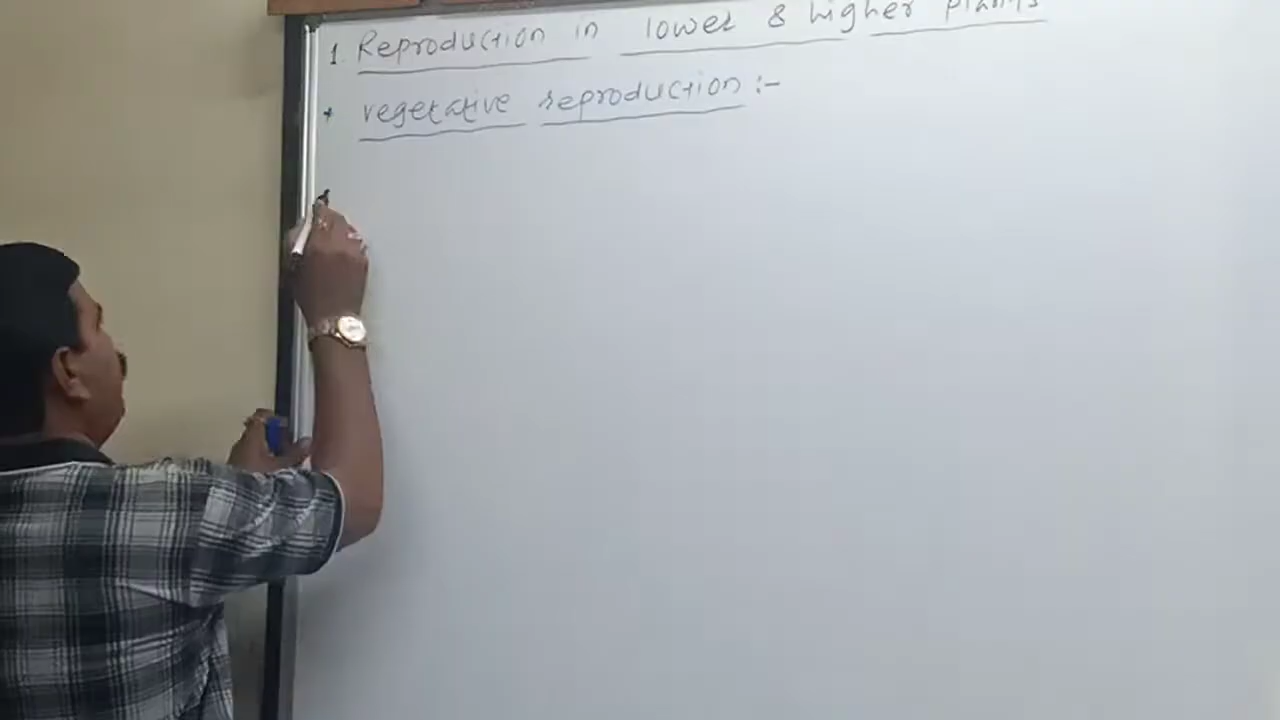 1. Reproduction in lower & higher plants
* vegetative reproduction :-